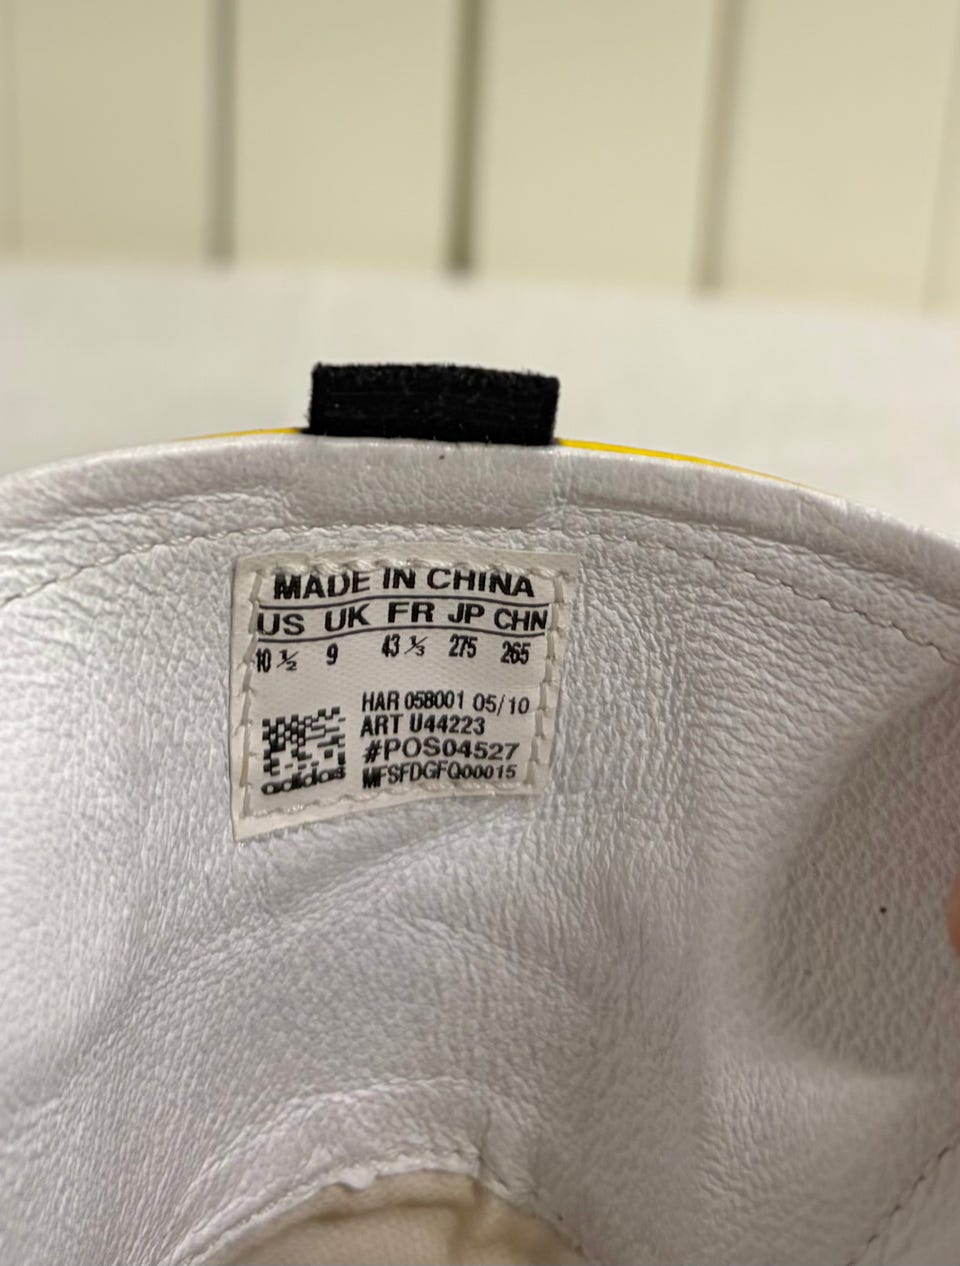 MADE IN CHINA
US UK FR JP CHN
10 ½ 9 43 ⅓ 275 265
HAR 058001 05/10
ART U44223
#POS04527
MFSFDGFQ00015
adidas